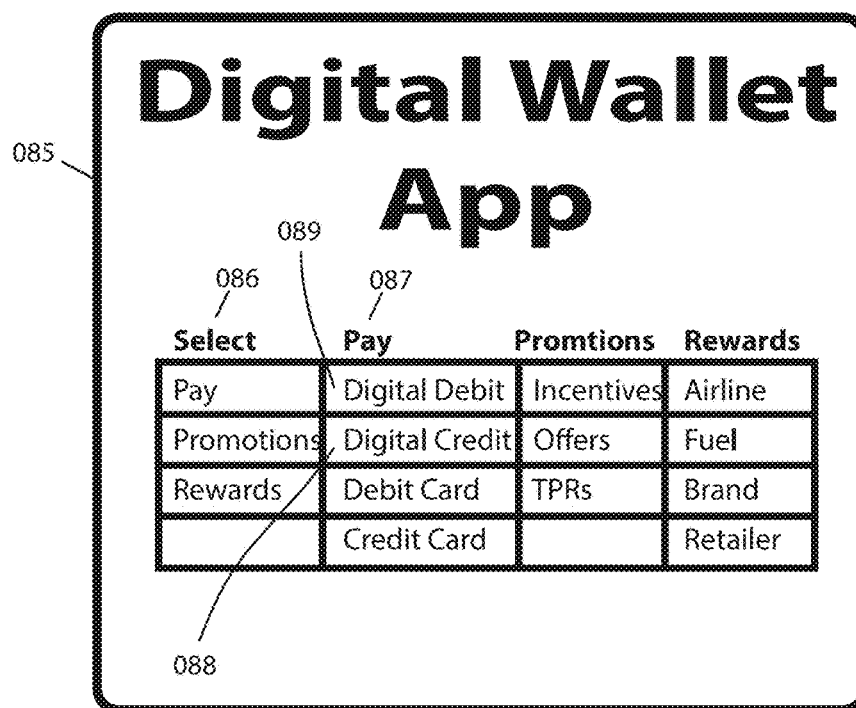 Digital Wallet
085
App
089
086 087
Select Pay Promtions Rewards
Pay Digital Debit Incentives Airline
Promotions Digital Credit Offers Fuel
Rewards Debit Card TPRs Brand
Credit Card Retailer
088